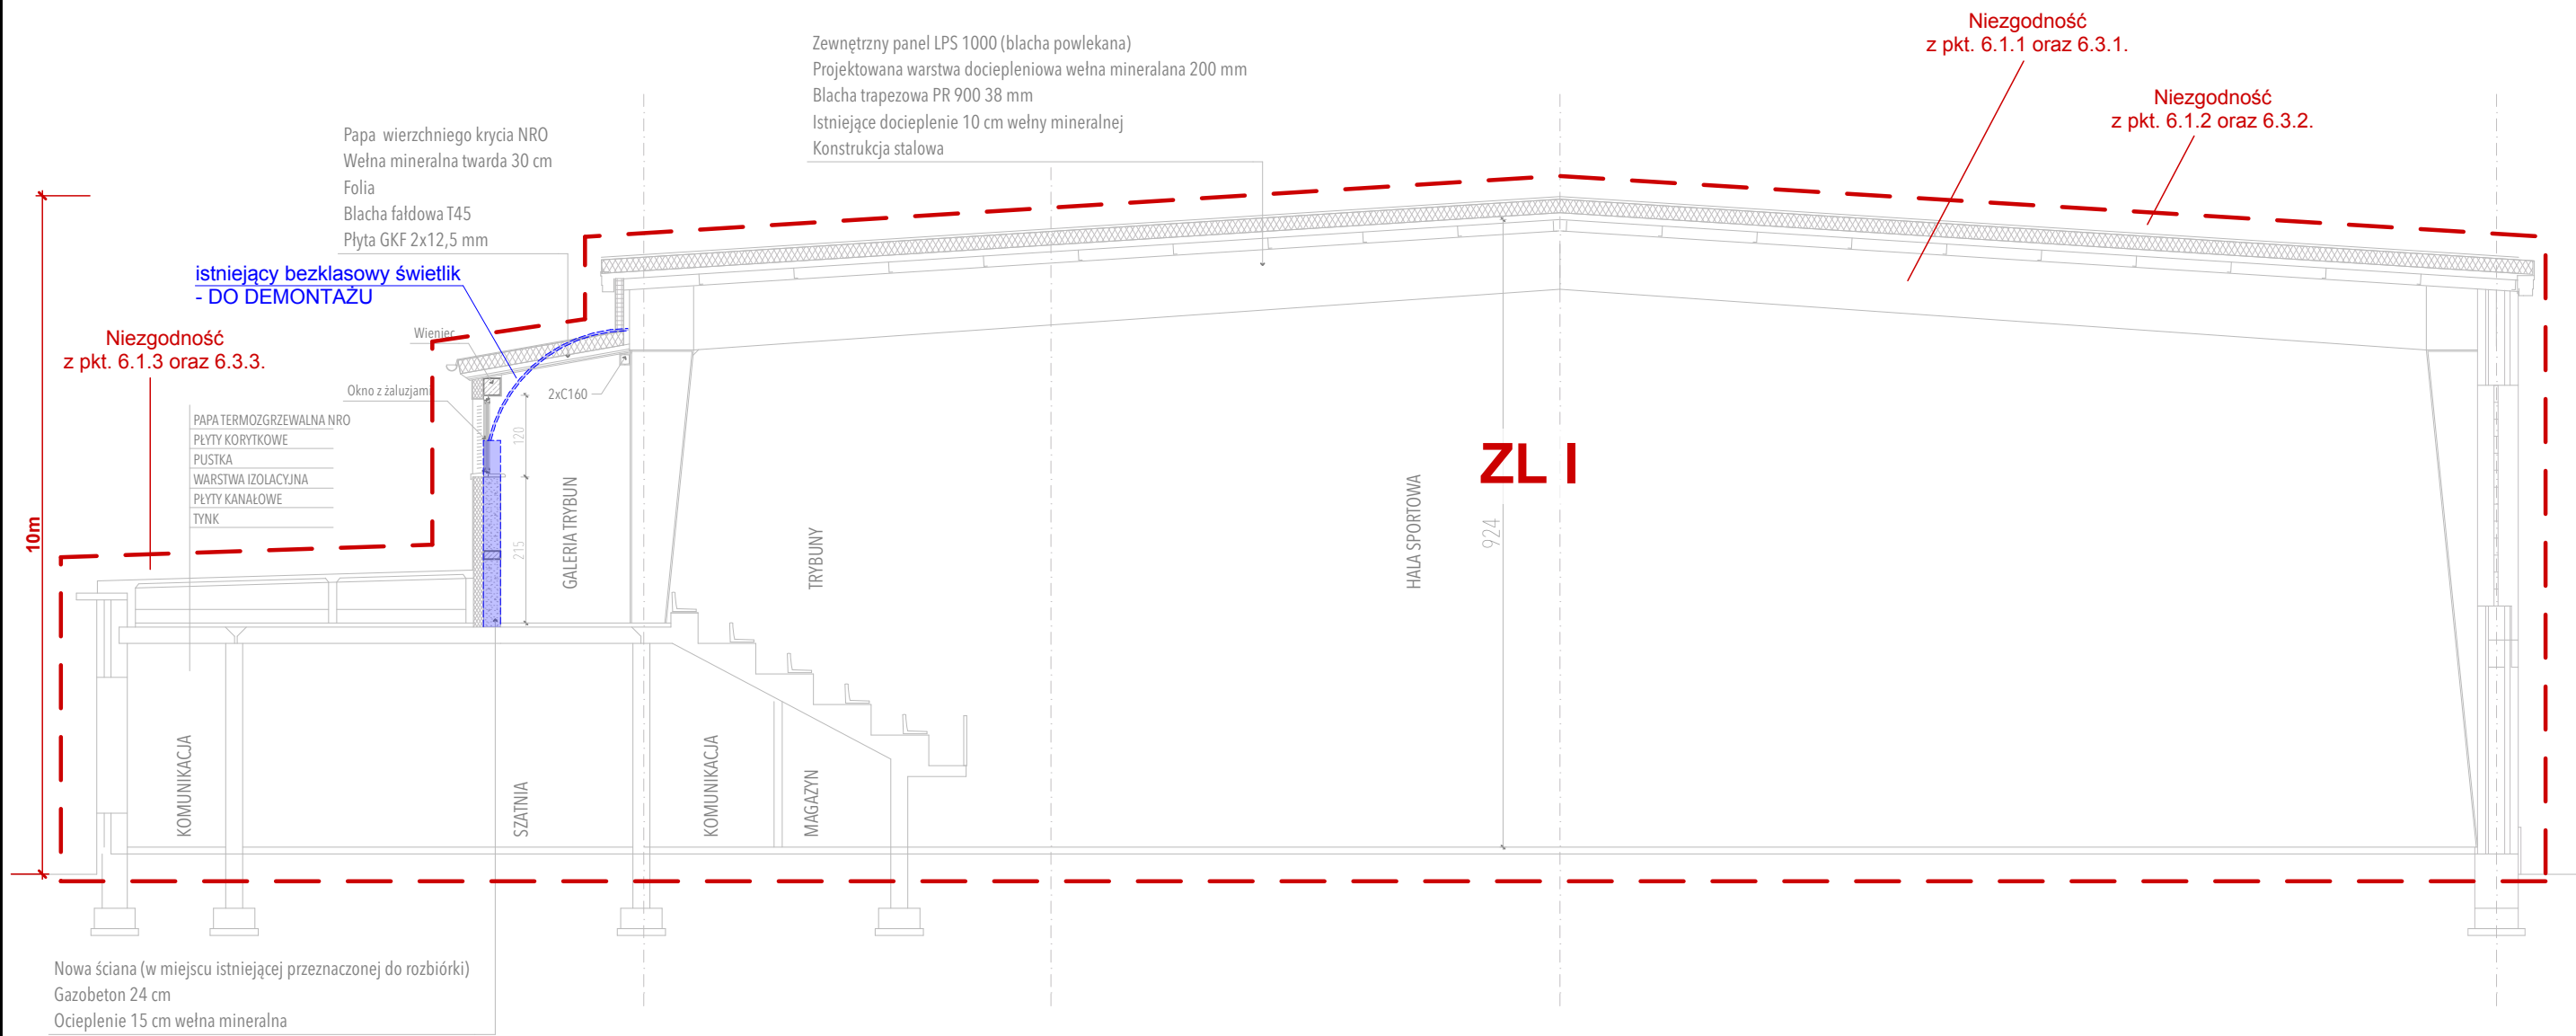 Niezgodność
z pkt. 6.1.1 oraz 6.3.1.
Zewnętrzny panel LPS 1000 (blacha powlekana)
Projektowana warstwa dociepleniowa wełna mineralana 200 mm
Blacha trapezowa PR 900 38 mm
Istniejące docieplenie 10 cm wełny mineralnej
Konstrukcja stalowa
Niezgodność
z pkt. 6.1.2 oraz 6.3.2.
Papa wierzchniego krycia NRO
Wełna mineralna twarda 30 cm
Folia
Blacha fałdowa T45
Płyta GKF 2x12,5 mm
istniejący bezklasowy świetlik
- DO DEMONTAŻU
Niezgodność
z pkt. 6.1.3 oraz 6.3.3.
Wieniec
Okno z żaluzjami
2xC160
PAPA TERMOZGRZEWALNA NRO
PŁYTY KORYTKOWE
PUSTKA
WARSTWA IZOLACYJNA
PŁYTY KANAŁOWE
TYNK
120
215
10m
GALERIA TRYBUN
TRYBUNY
HALA SPORTOWA
924
ZL I
KOMUNIKACJA
SZATNIA
KOMUNIKACJA
MAGAZYN
Nowa ściana (w miejscu istniejącej przeznaczonej do rozbiórki)
Gazobeton 24 cm
Ocieplenie 15 cm wełna mineralna